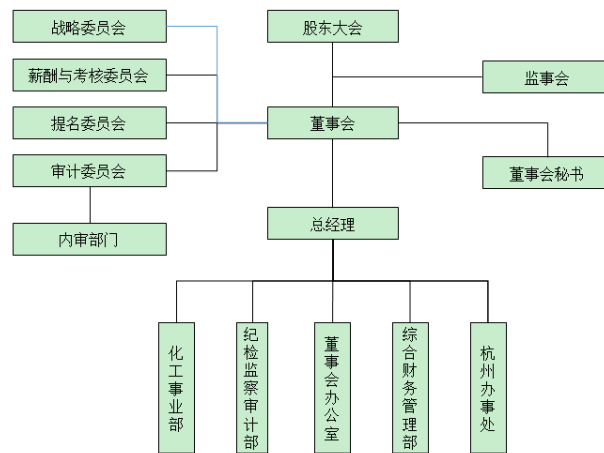 战略委员会
股东大会
薪酬与考核委员会
监事会
提名委员会
董事会
审计委员会
董事会秘书
内审部门
总经理
化工事业部
纪检监察审计部
董事会办公室
综合财务管理部
杭州办事处